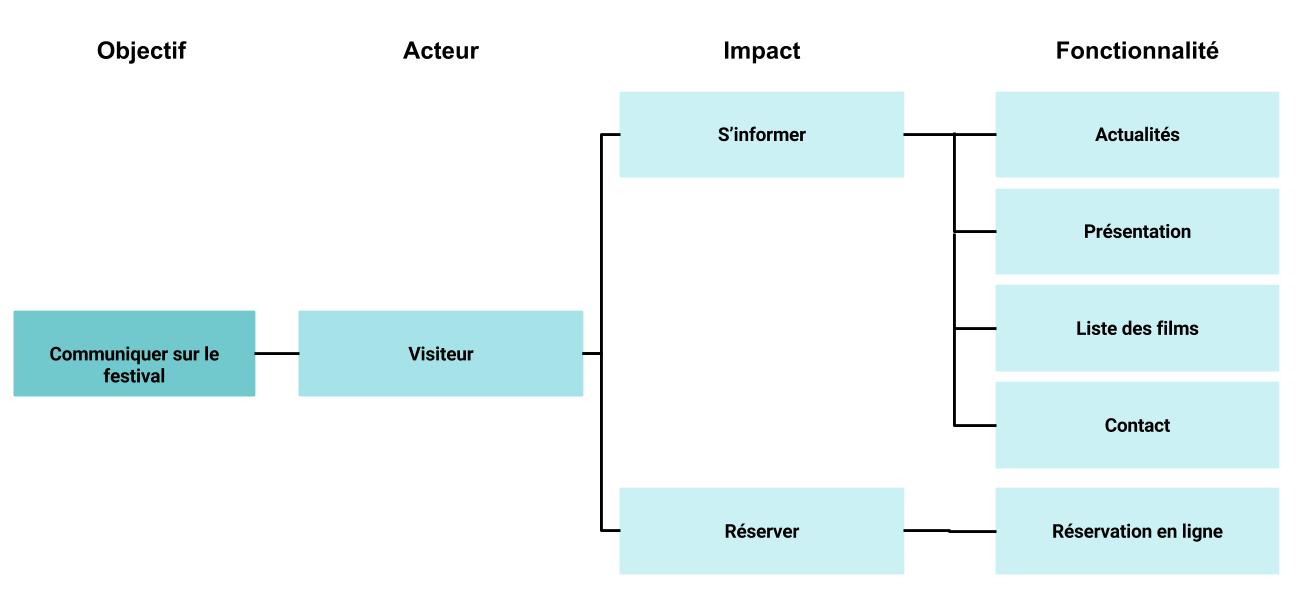 Objectif
Acteur
Impact
Fonctionnalité
S’informer
Actualités
Présentation
Liste des films
Communiquer sur le
festival
Visiteur
Contact
Réserver
Réservation en ligne